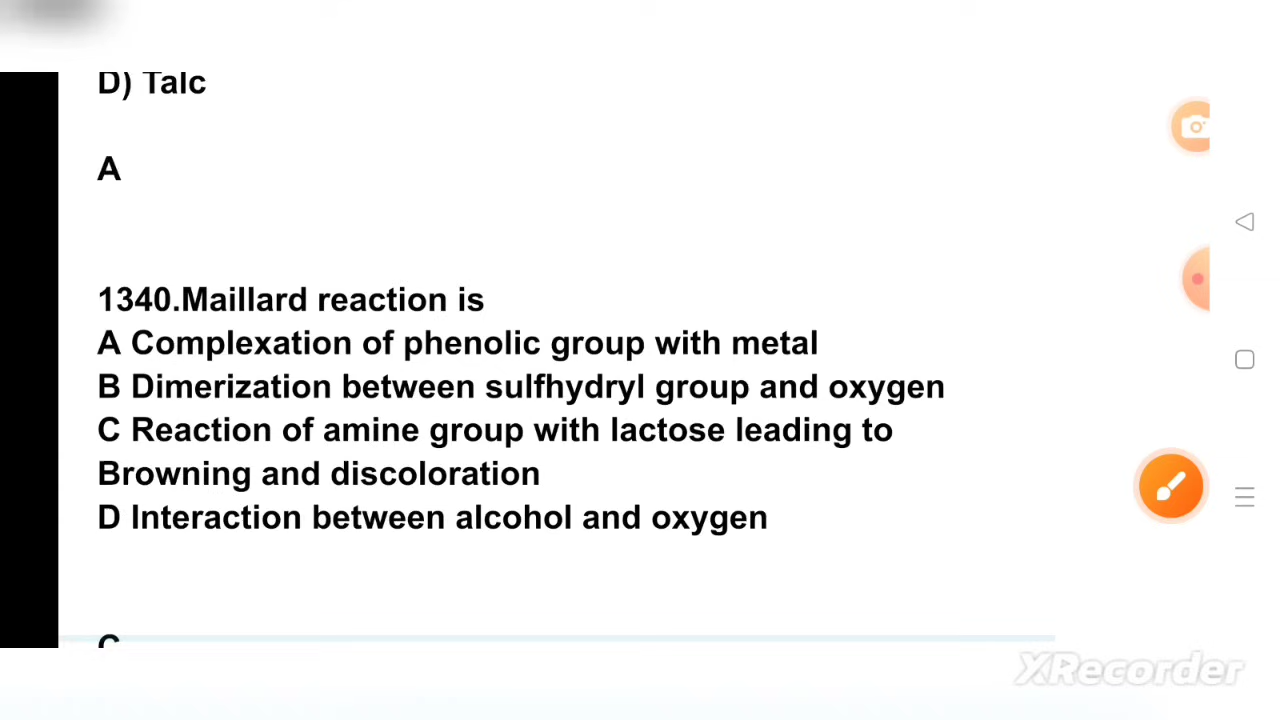 D) Talc
A
1340.Maillard reaction is
A Complexation of phenolic group with metal
B Dimerization between sulfhydryl group and oxygen
C Reaction of amine group with lactose leading to
Browning and discoloration
D Interaction between alcohol and oxygen
C
XRecorder